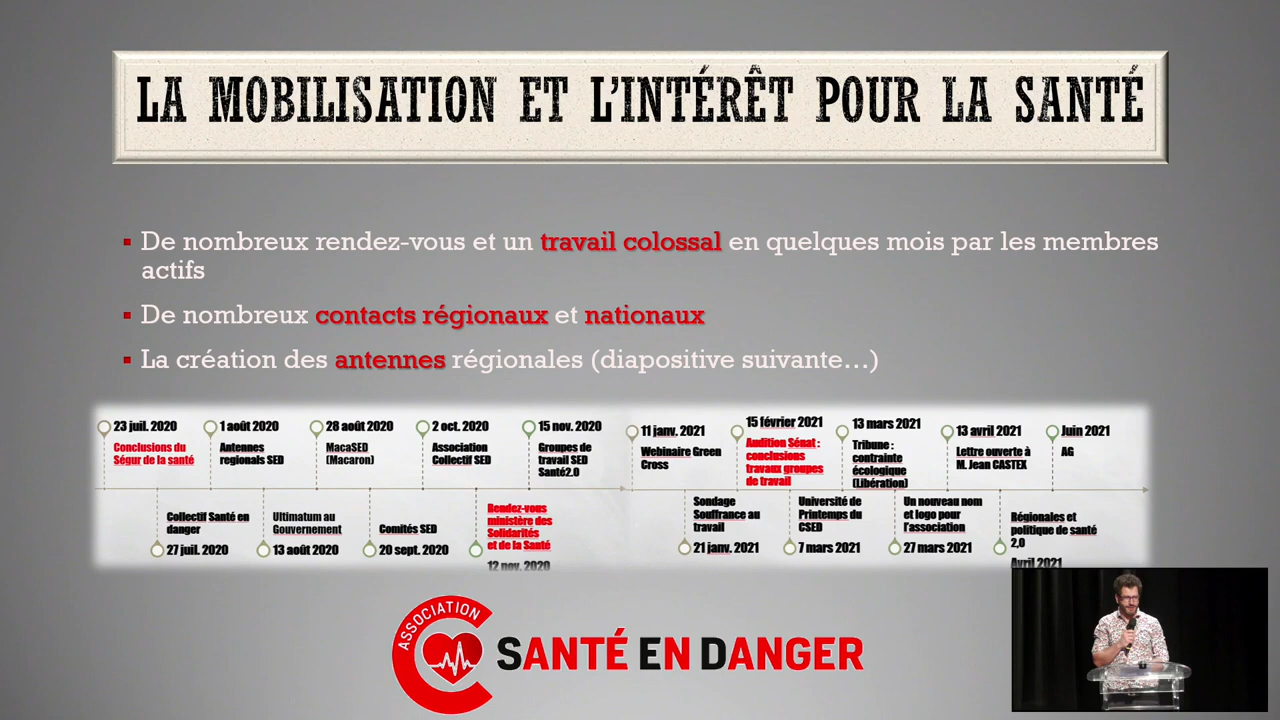 LA MOBILISATION ET L'INTÉRÊT POUR LA SANTÉ
De nombreux rendez-vous et un travail colossal en quelques mois par les membres
actifs
De nombreux contacts régionaux et nationaux
La création des antennes régionales (diapositive suivante…)
23 juil. 2020
Conclusions du
Ségur de la santé
1 août 2020
Antennes
regionals SED
28 août 2020
MacaSED
(Macaron)
2 oct. 2020
Association
Collectif SED
15 nov. 2020
Groupes de
travail SED
Santé2.0
11 janv. 2021
Webinaire Green
Cross
15 février 2021
Audition Sénat :
conclusions
travaux groupes
de travail
13 mars 2021
Tribune :
contrainte
écologique
(Libération)
13 avril 2021
Lettre ouverte à
M. Jean CASTEX
Juin 2021
AG
Collectif Santé en
danger
27 juil. 2020
Ultimatum au
Gouvernement
13 août 2020
Comités SED
20 sept. 2020
Rendez-vous
ministère des
Solidarités
et de la Santé
12 nov. 2020
Sondage
Souffrance au
travail
21 janv. 2021
Université de
Printemps du
CSED
7 mars 2021
Un nouveau nom
et logo pour
l'association
27 mars 2021
Régionales et
politique de santé
2,0
Avril 2021
ASSOCIATION
SANTÉ EN DANGER